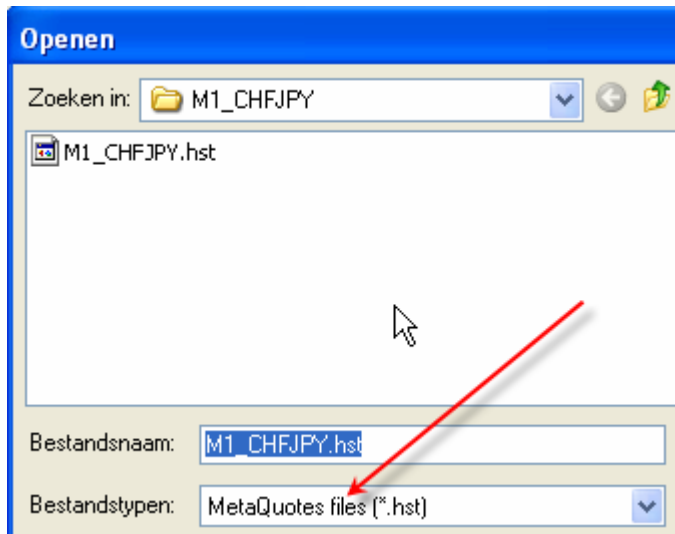 Openen
Zoeken in: M1_CHFJPY
M1_CHFJPY.hst
Bestandsnaam: M1_CHFJPY.hst
Bestandstypen: MetaQuotes files (*.hst)